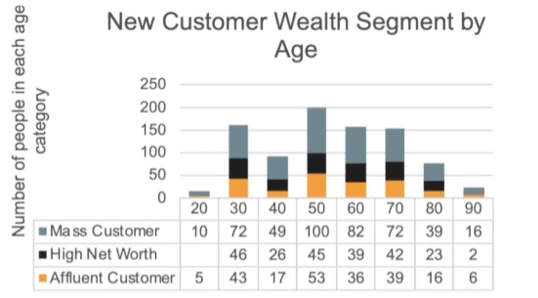 New Customer Wealth Segment by
Age
Number of people in each age
category
250
200
150
100
50
0
20 30 40 50 60 70 80 90
Mass Customer 10 72 49 100 82 72 39 16
High Net Worth 46 26 45 39 42 23 2
Affluent Customer 5 43 17 53 36 39 16 6